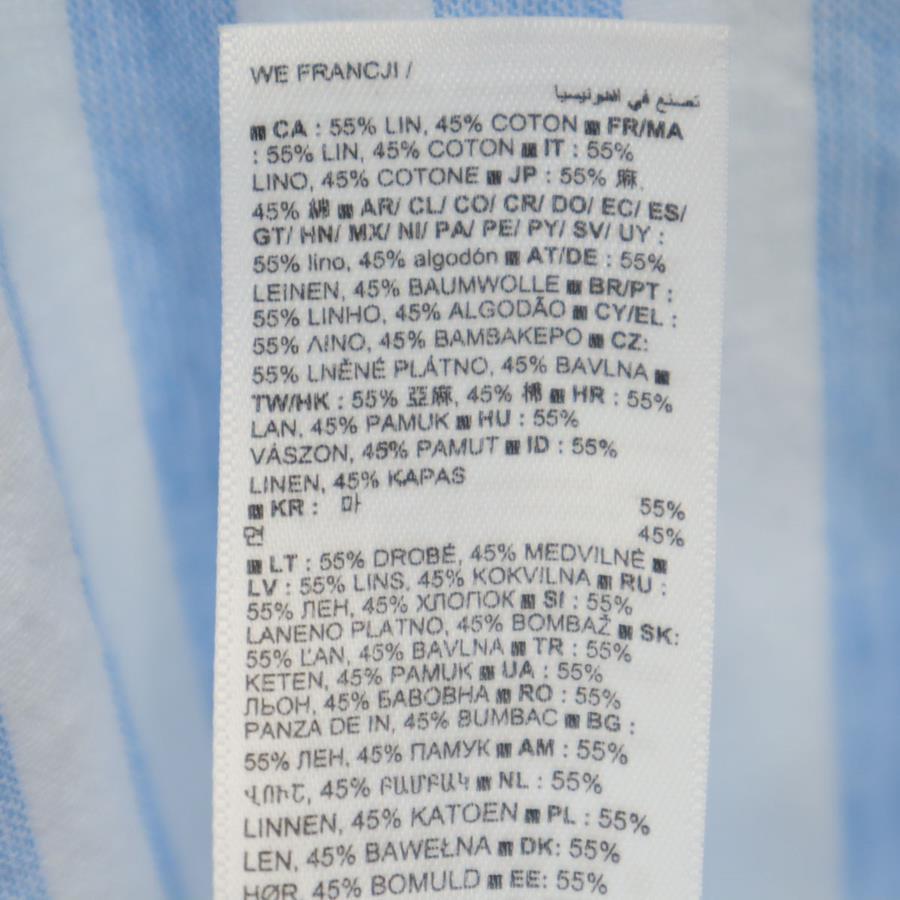 WE FRANCJI /
تصنع في الطونيسيا
CA : 55% LIN, 45% COTON FR/MA
: 55% LIN, 45% COTON IT : 55%
LINO, 45% COTONE JP : 55% 麻,
45% 綿 AR/ CL/ CO/ CR/ DO/ EC/ ES/
GT/ HN/ MX/ NI/ PA/ PE/ PY/ SV/ UY :
55% lino, 45% algodón AT/DE : 55%
LEINEN, 45% BAUMWOLLE BR/PT :
55% LINHO, 45% ALGODÃO CY/EL :
55% ΛΙΝΟ, 45% ΒΑΜΒΑΚΕΡΟ CZ:
55% LNĚNÉ PLÁTNO, 45% BAVLNA
TW/HK : 55% 亞麻, 45% 棉 HR : 55%
LAN, 45% PAMUK HU : 55%
VÁSZON, 45% PAMUT ID : 55%
LINEN, 45% KAPAS
KR : 마 55%
면 45%
LT : 55% DROBĖ, 45% MEDVILNĖ
LV : 55% LINS, 45% KOKVILNA RU :
55% ЛЕН, 45% ХЛОПОК SI : 55%
LANENO PLATNO, 45% BOMBAŽ SK:
55% ĽAN, 45% BAVLNA TR : 55%
KETEN, 45% PAMUK UA : 55%
ЛЬОН, 45% БАВОВНА RO : 55%
PANZA DE IN, 45% BUMBAC BG :
55% ЛЕН, 45% ПАМУК AM : 55%
ՎՈՒՇ, 45% ԲԱՄԲԱԿ NL : 55%
LINNEN, 45% KATOEN PL : 55%
LEN, 45% BAWEŁNA DK: 55%
HØR, 45% BOMULD EE: 55%